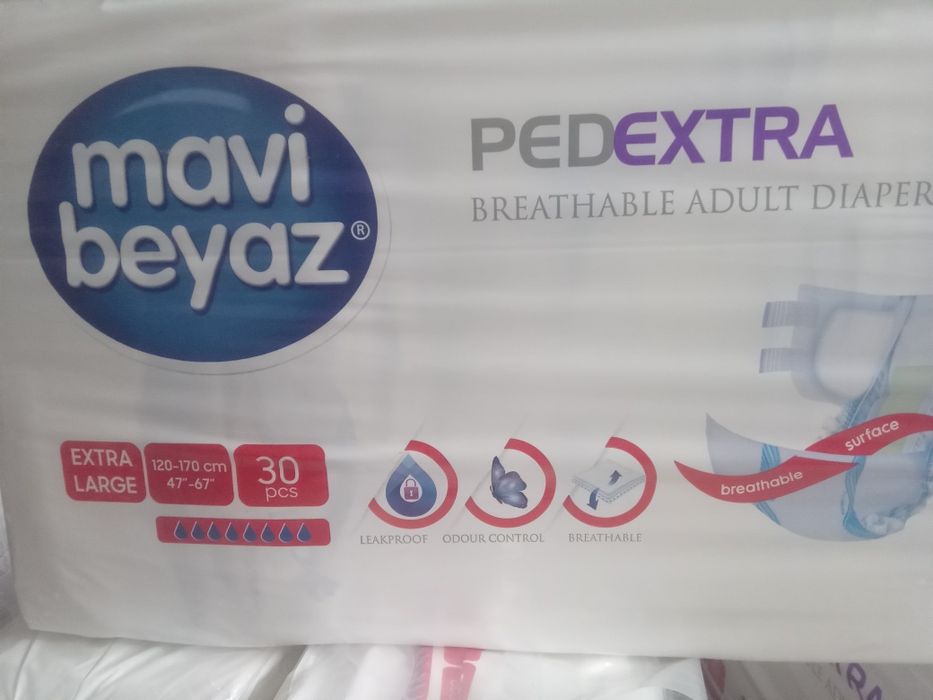 mavi
beyaz®
PEDEXTRA
BREATHABLE ADULT DIAPER
EXTRA
LARGE
120-170 cm
47"-67"
30
pcs
LEAKPROOF
ODOUR CONTROL
BREATHABLE
breathable surface